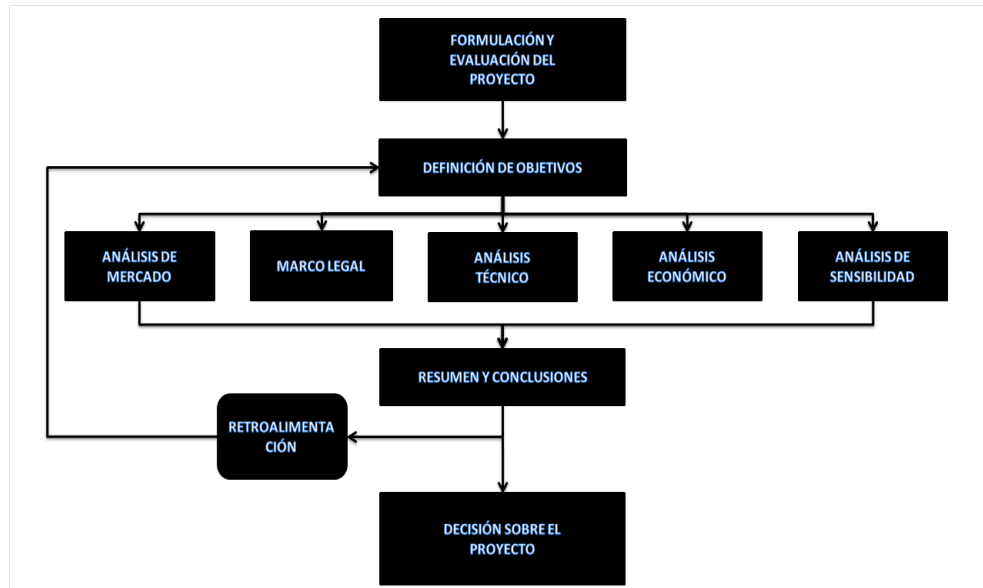 FORMULACIÓN Y
EVALUACIÓN DEL
PROYECTO
DEFINICIÓN DE OBJETIVOS
ANÁLISIS DE
MERCADO
MARCO LEGAL
ANÁLISIS
TÉCNICO
ANÁLISIS
ECONÓMICO
ANÁLISIS DE
SENSIBILIDAD
RESUMEN Y CONCLUSIONES
RETROALIMENTA
CIÓN
DECISIÓN SOBRE EL
PROYECTO